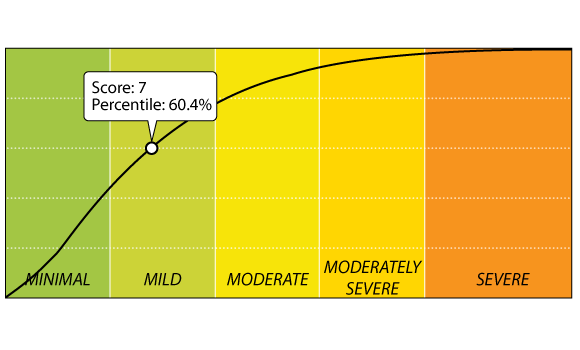 Score: 7
Percentile: 60.4%
MINIMAL
MILD
MODERATE
MODERATELY
SEVERE
SEVERE